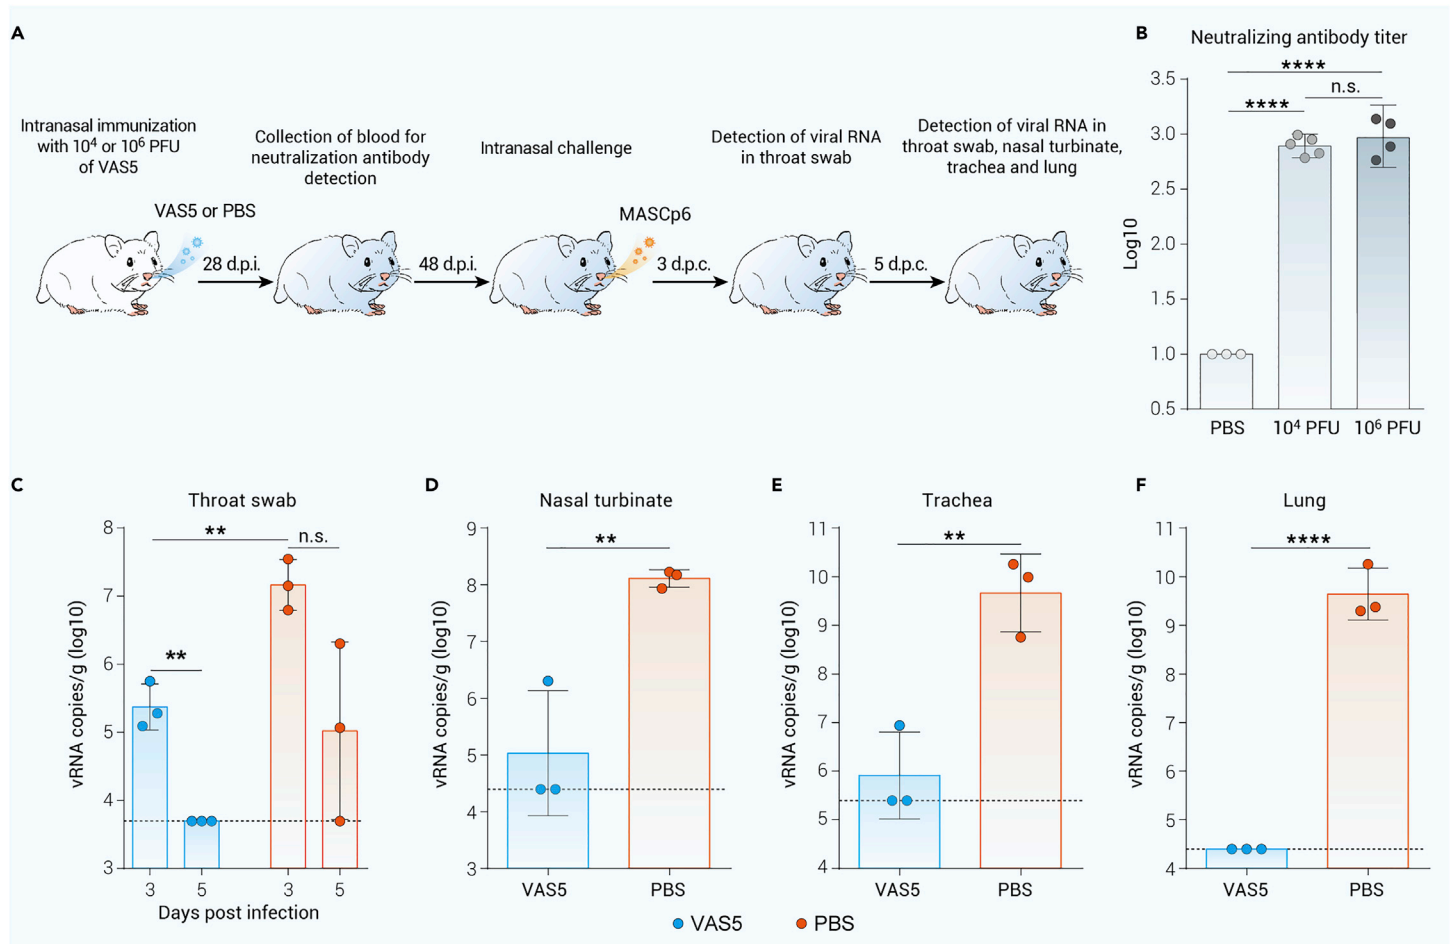 A
Intranasal immunization
with 10⁴ or 10⁶ PFU
of VAS5
Collection of blood for
neutralization antibody
detection
Intranasal challenge
Detection of viral RNA
in throat swab
Detection of viral RNA in
throat swab, nasal turbinate,
trachea and lung
VAS5 or PBS
MASCp6
28 d.p.i.
48 d.p.i.
3 d.p.c.
5 d.p.c.
B
Neutralizing antibody titer
****
n.s.
****
Log10
3.5
3.0
2.5
2.0
1.5
1.0
0.5
PBS
10⁴ PFU
10⁶ PFU
C
Throat swab
**
n.s.
**
vRNA copies/g (log10)
8
7
6
5
4
3
3
5
3
5
Days post infection
D
Nasal turbinate
**
vRNA copies/g (log10)
9
8
7
6
5
4
3
VAS5
PBS
E
Trachea
**
vRNA copies/g (log10)
11
10
9
8
7
6
5
4
VAS5
PBS
F
Lung
****
vRNA copies/g (log10)
11
10
9
8
7
6
5
4
VAS5
PBS
VAS5
PBS